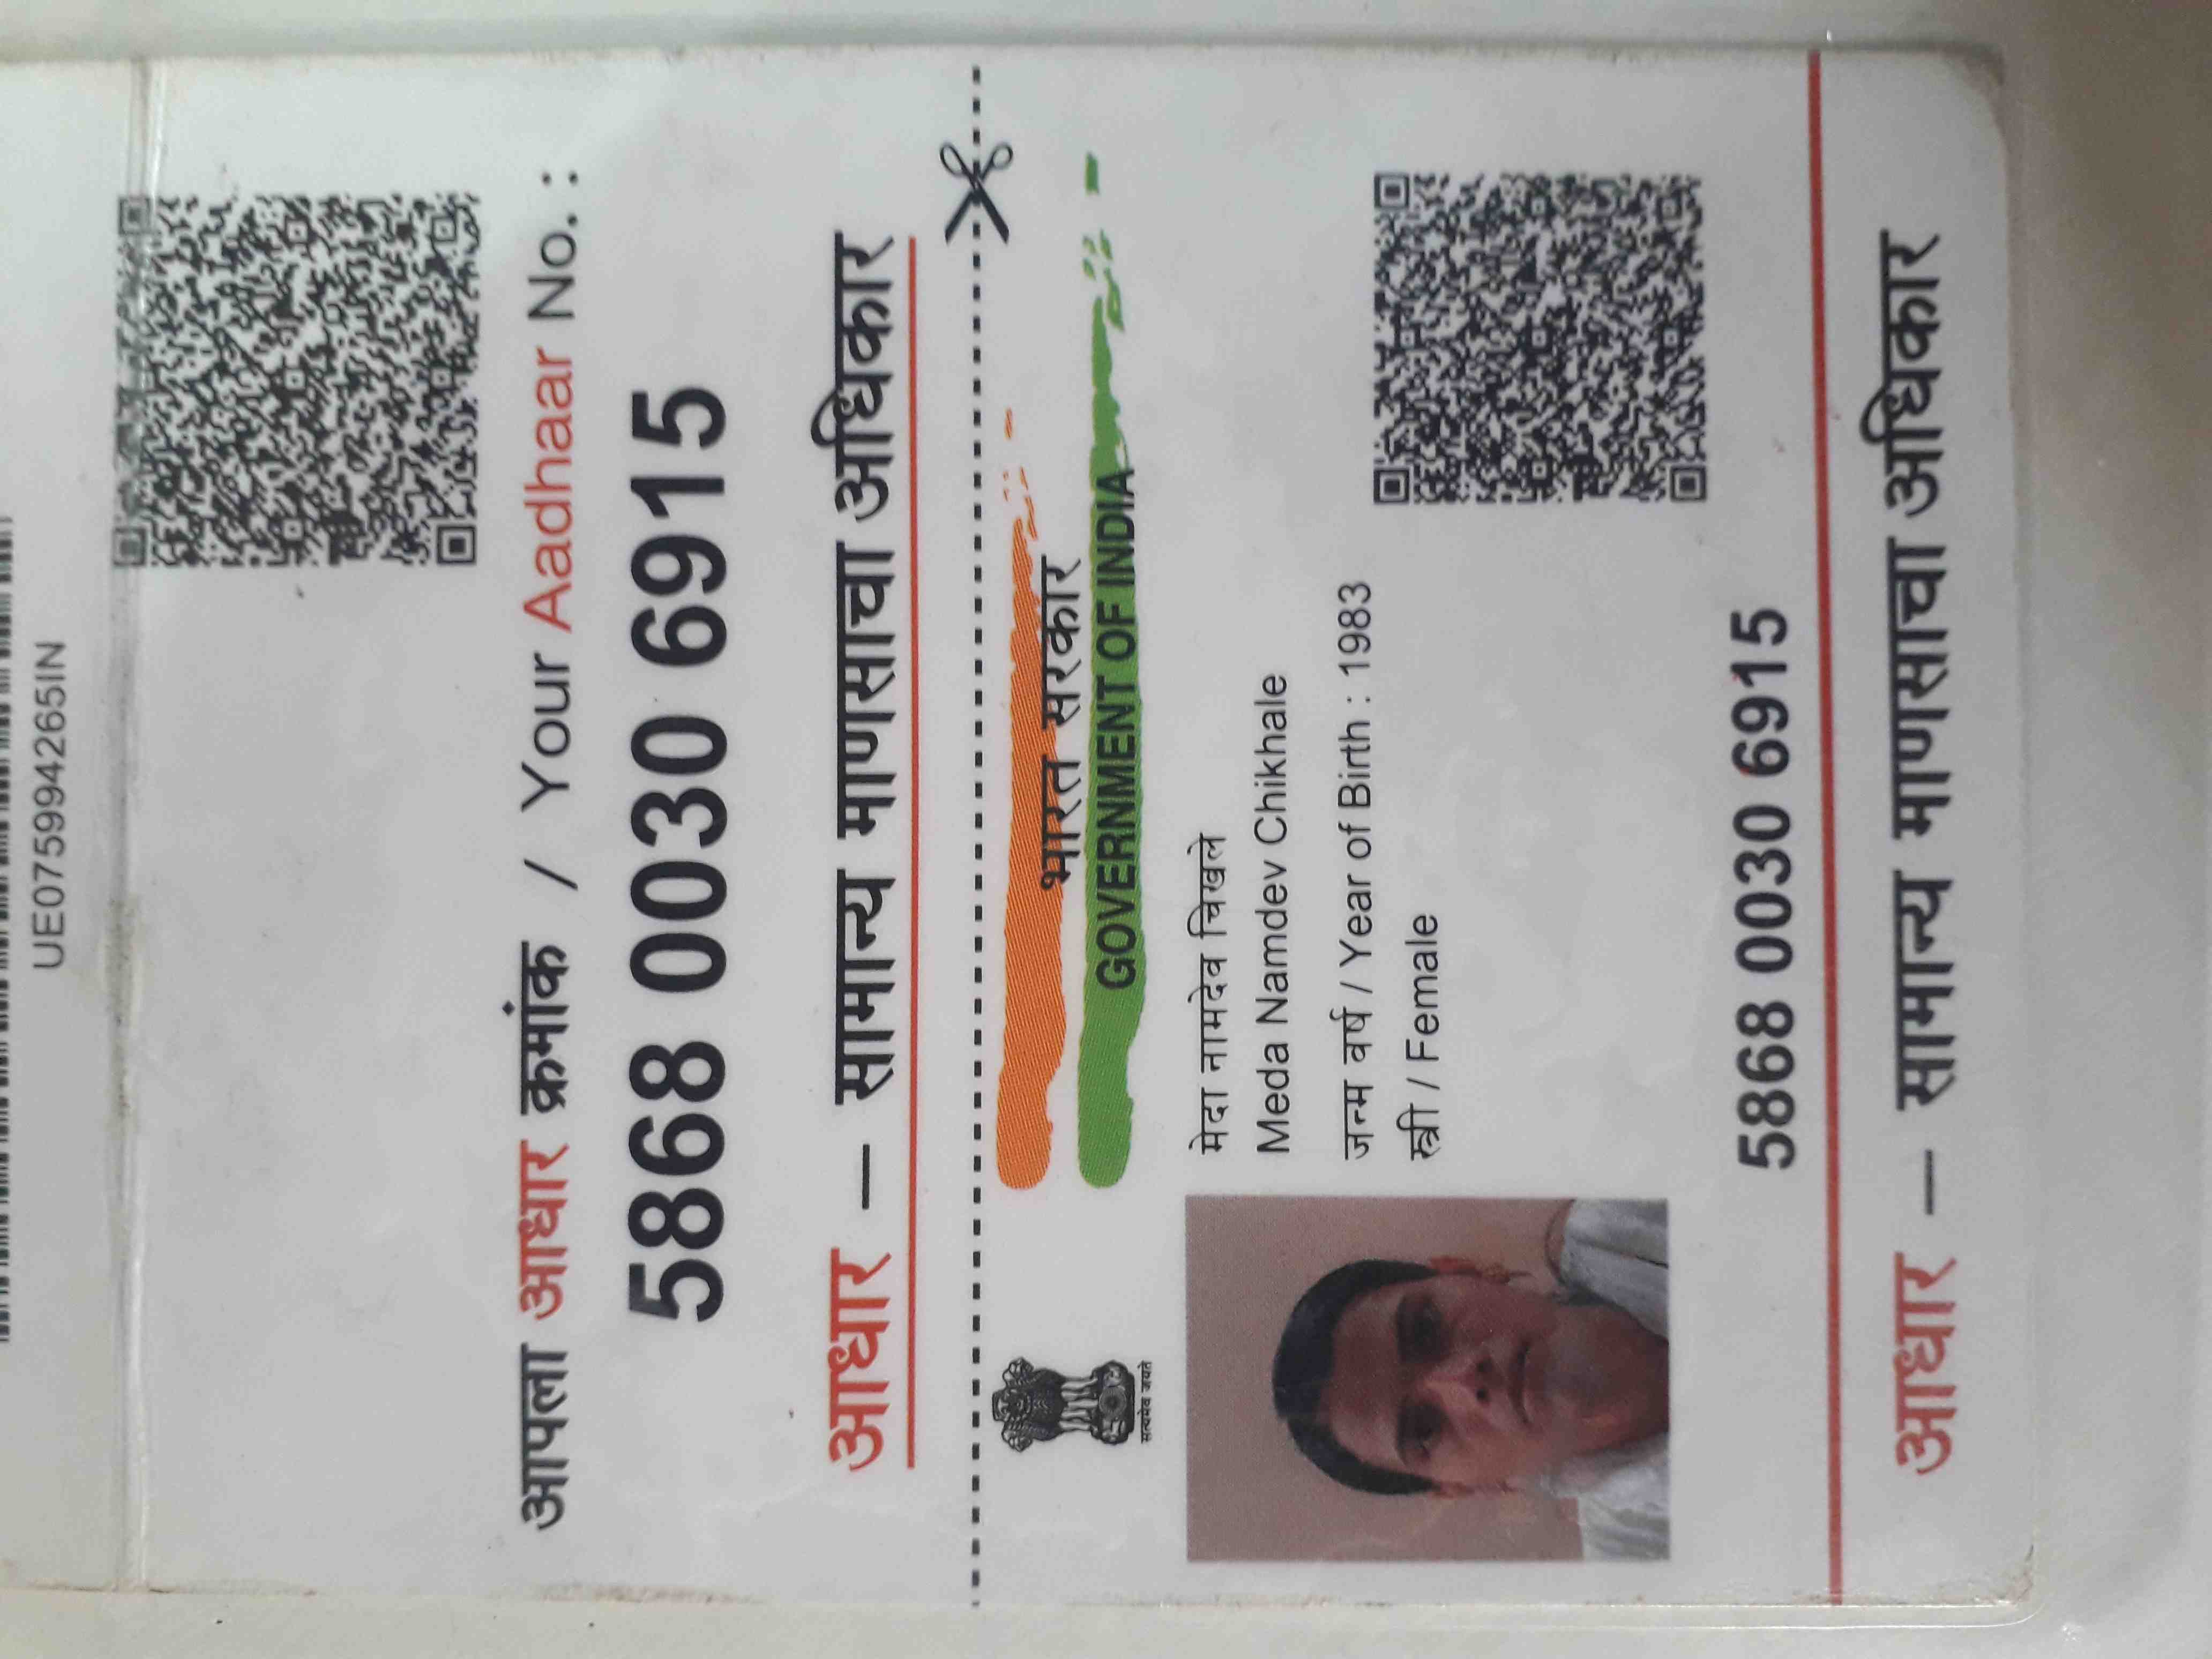 UE075994265IN
आपला आधार क्रमांक / Your Aadhaar No. :
5868 0030 6915
आधार – सामान्य माणसाचा अधिकार
सत्यमेव जयते
भारत सरकार
GOVERNMENT OF INDIA
मेदा नामदेव चिखले
Meda Namdev Chikhale
जन्म वर्ष / Year of Birth : 1983
स्त्री / Female
5868 0030 6915
आधार – सामान्य माणसाचा अधिकार